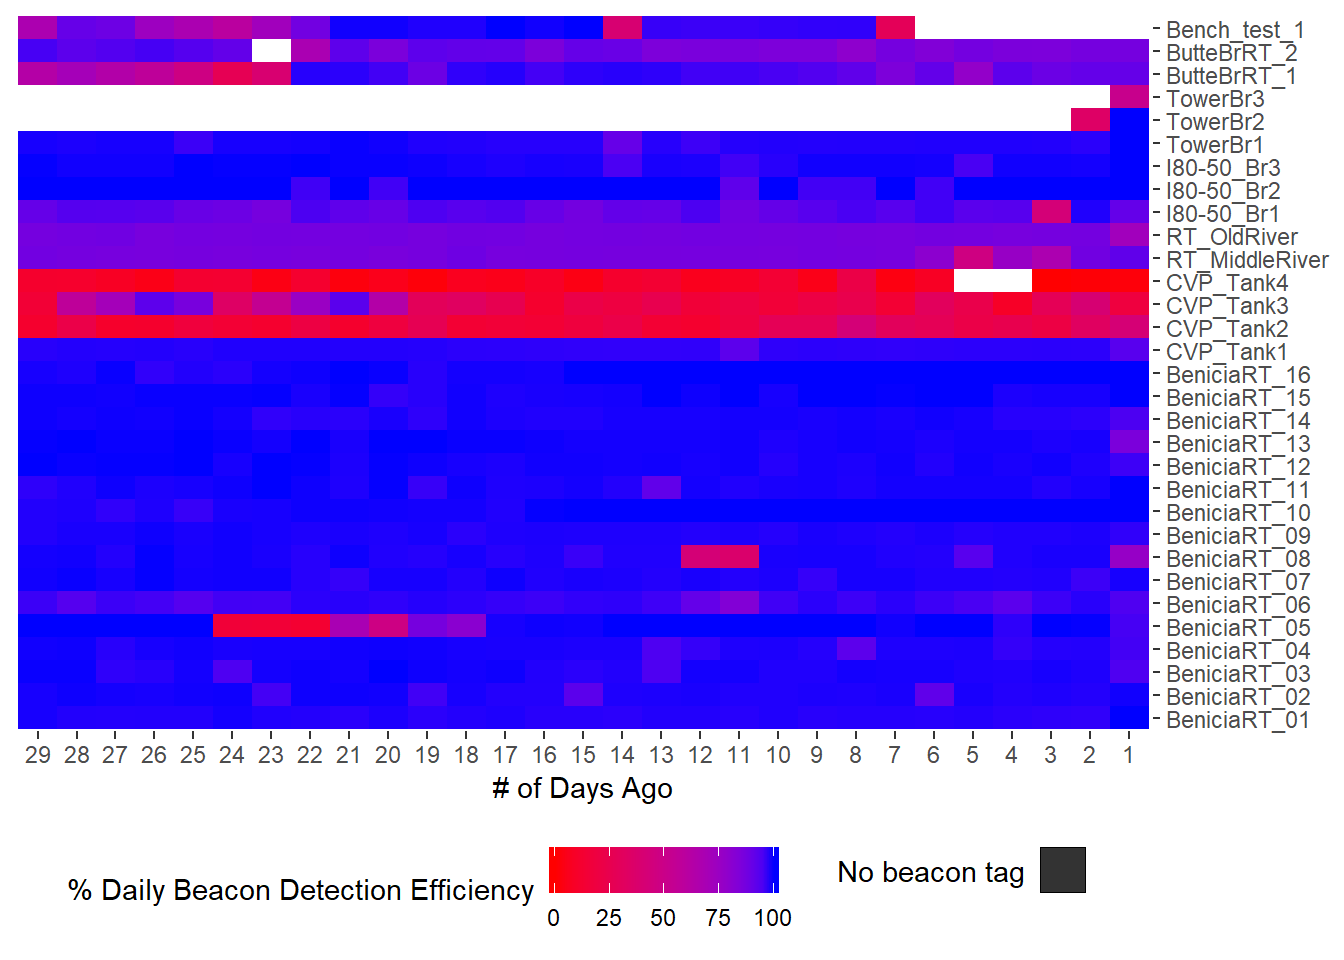 Bench_test_1
ButteBrRT_2
ButteBrRT_1
TowerBr3
TowerBr2
TowerBr1
I80-50_Br3
I80-50_Br2
I80-50_Br1
RT_OldRiver
RT_MiddleRiver
CVP_Tank4
CVP_Tank3
CVP_Tank2
CVP_Tank1
BeniciaRT_16
BeniciaRT_15
BeniciaRT_14
BeniciaRT_13
BeniciaRT_12
BeniciaRT_11
BeniciaRT_10
BeniciaRT_09
BeniciaRT_08
BeniciaRT_07
BeniciaRT_06
BeniciaRT_05
BeniciaRT_04
BeniciaRT_03
BeniciaRT_02
BeniciaRT_01
29 28 27 26 25 24 23 22 21 20 19 18 17 16 15 14 13 12 11 10 9 8 7 6 5 4 3 2 1
# of Days Ago
% Daily Beacon Detection Efficiency
0 25 50 75 100
No beacon tag